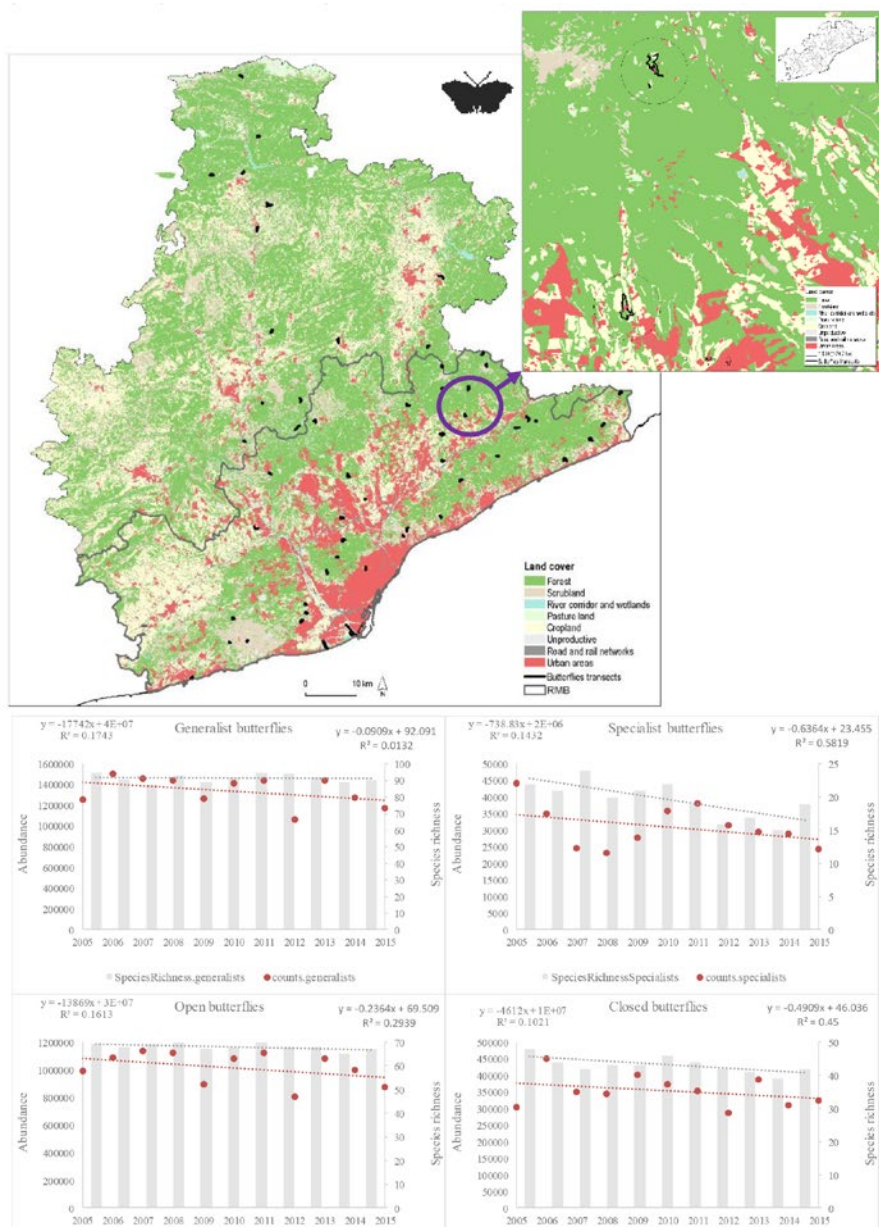 Land cover
Forest
Scrubland
River corridor and wetlands
Pasture land
Cropland
Unproductive
Road and rail networks
Urban areas
Butterflies transects
0
10 km
N
Land cover
River corridor and wetlands
Unproductive
Urban areas
Butterflies transects
y = -17742x + 4E+07
R² = 0.1743
Generalist butterflies
y = -0.0909x + 92.091
R² = 0.0132
Abundance
1600000
1400000
1200000
1000000
800000
600000
400000
200000
0
100
90
80
70
60
50
40
30
20
10
0
Species richness
2005 2006 2007 2008 2009 2010 2011 2012 2013 2014 2015
SpeciesRichness.generalists
counts.generalists
y = -738.83x + 2E+06
R² = 0.1432
Specialist butterflies
y = -0.6364x + 23.455
R² = 0.5819
Abundance
50000
45000
40000
35000
30000
25000
20000
15000
10000
5000
0
25
20
15
10
5
0
Species richness
2005 2006 2007 2008 2009 2010 2011 2012 2013 2014 2015
SpeciesRichnessSpecialists
counts.specialists
y = -13869x + 3E+07
R² = 0.1613
Open butterflies
y = -0.2364x + 69.509
R² = 0.2939
Abundance
1200000
1000000
800000
600000
400000
200000
0
70
60
50
40
30
20
10
0
Species richness
2005 2006 2007 2008 2009 2010 2011 2012 2013 2014 2015
y = -4612x + 1E+07
R² = 0.1021
Closed butterflies
y = -0.4909x + 46.036
R² = 0.45
Abundance
500000
450000
400000
350000
300000
250000
200000
150000
100000
50000
0
50
40
30
20
10
0
Species richness
2005 2006 2007 2008 2009 2010 2011 2012 2013 2014 2015